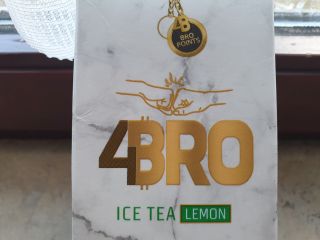 4B
BRO
POINTS
4BRO
ICE TEA LEMON